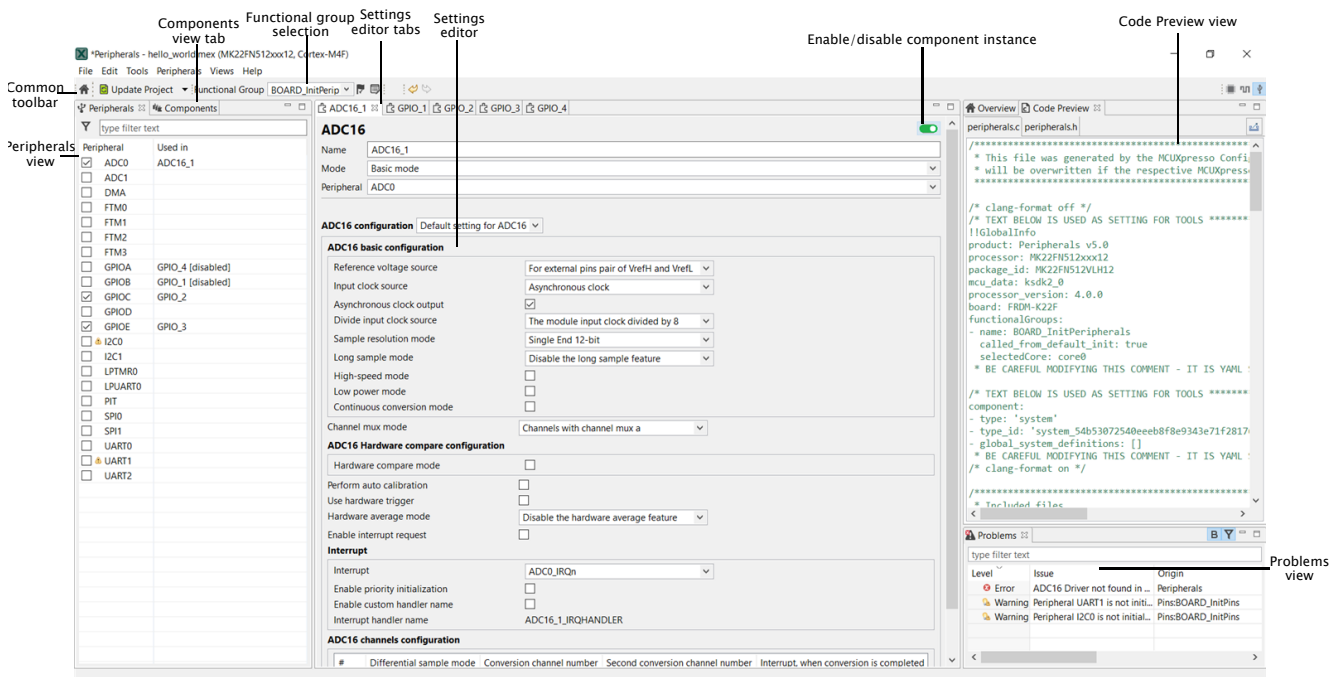 Components
view tab
Functional group
selection
Settings
editor tabs
Settings
editor
Code Preview view
Enable/disable component instance
Common
toolbar
Peripherals
view
Problems
view
*Peripherals - hello_world.mex (MK22FN512xxx12, Cortex-M4F)
File Edit Tools Peripherals Views Help
Update Project Functional Group BOARD_InitPerip
Peripherals Components
type filter text
Peripheral Used in
ADC0 ADC16_1
ADC1
DMA
FTM0
FTM1
FTM2
FTM3
GPIOA GPIO_4 [disabled]
GPIOB GPIO_1 [disabled]
GPIOC GPIO_2
GPIOD
GPIOE GPIO_3
I2C0
I2C1
LPTMR0
LPUART0
PIT
SPI0
SPI1
UART0
UART1
UART2
ADC16_1 GPIO_1 GPIO_2 GPIO_3 GPIO_4
ADC16
Name ADC16_1
Mode Basic mode
Peripheral ADC0
ADC16 configuration Default setting for ADC16
ADC16 basic configuration
Reference voltage source For external pins pair of VrefH and VrefL
Input clock source Asynchronous clock
Asynchronous clock output
Divide input clock source The module input clock divided by 8
Sample resolution mode Single End 12-bit
Long sample mode Disable the long sample feature
High-speed mode
Low power mode
Continuous conversion mode
Channel mux mode Channels with channel mux a
ADC16 Hardware compare configuration
Hardware compare mode
Perform auto calibration
Use hardware trigger
Hardware average mode Disable the hardware average feature
Enable interrupt request
Interrupt
Interrupt ADC0_IRQn
Enable priority initialization
Enable custom handler name
Interrupt handler name ADC16_1_IRQHANDLER
ADC16 channels configuration
# Differential sample mode Conversion channel number Second conversion channel number Interrupt, when conversion is completed
Overview Code Preview
peripherals.c peripherals.h
/***********************************************
* This file was generated by the MCUXpresso Confi
* will be overwritten if the respective MCUXpress
***********************************************
/* clang-format off */
/* TEXT BELOW IS USED AS SETTING FOR TOOLS *******
!!GlobalInfo
product: Peripherals v5.0
processor: MK22FN512xxx12
package_id: MK22FN512VLH12
mcu_data: ksdk2_0
processor_version: 4.0.0
board: FRDM-K22F
functionalGroups:
- name: BOARD_InitPeripherals
called_from_default_init: true
selectedCore: core0
* BE CAREFUL MODIFYING THIS COMMENT - IT IS YAML
/* TEXT BELOW IS USED AS SETTING FOR TOOLS *******
component:
- type: 'system'
- type_id: 'system_54b53072540eeeb8f8e9343e71f2817
- global_system_definitions: []
* BE CAREFUL MODIFYING THIS COMMENT - IT IS YAML
/* clang-format on */
/***********************************************
* Included files
Problems
B
type filter text
Level Issue Origin
Error ADC16 Driver not found in ... Peripherals
Warning Peripheral UART1 is not initi... Pins:BOARD_InitPins
Warning Peripheral I2C0 is not initial... Pins:BOARD_InitPins